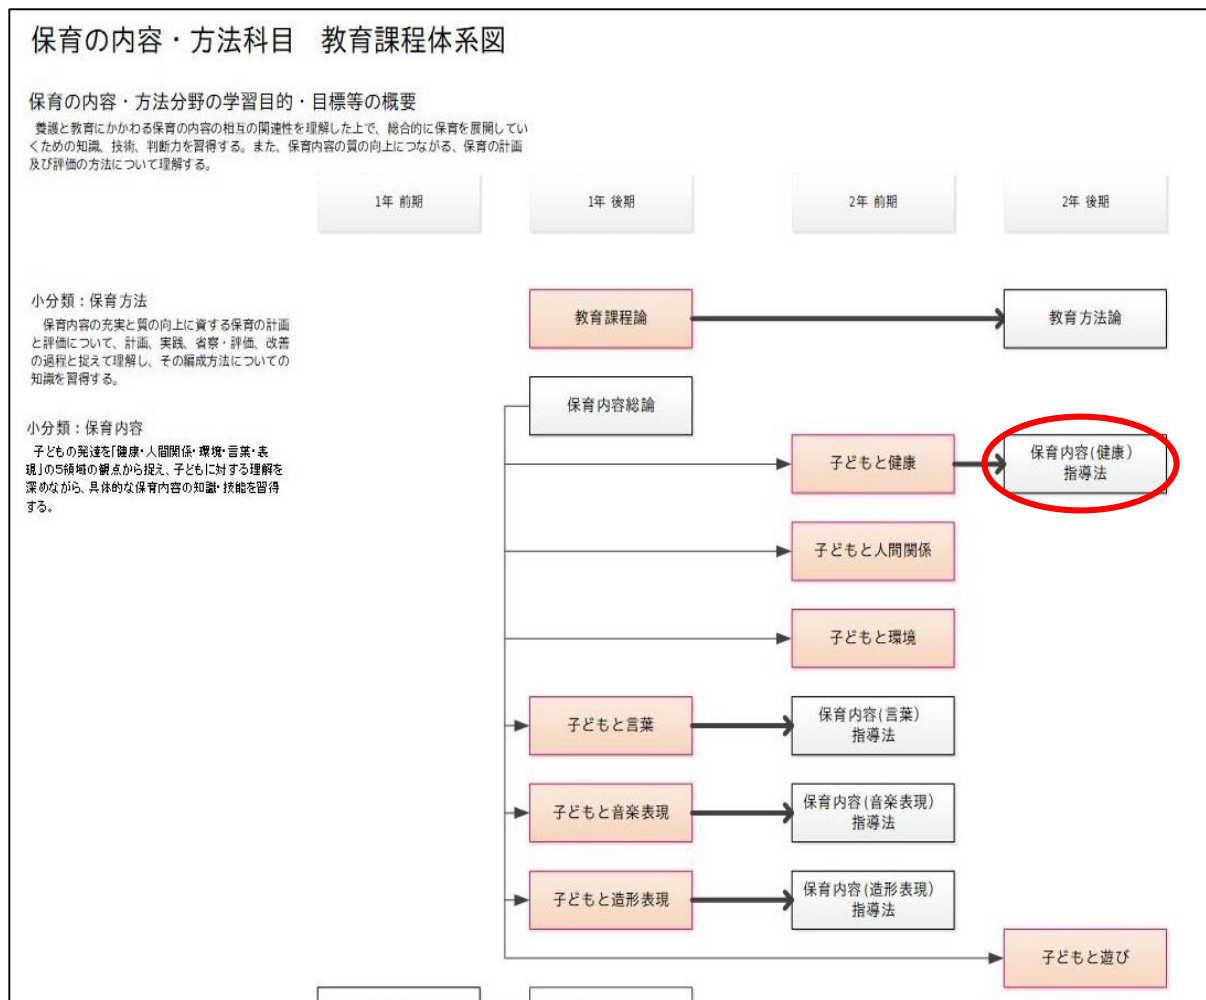 保育の内容・方法科目 教育課程体系図
保育の内容・方法分野の学習目的・目標等の概要
養護と教育にかかわる保育の内容の相互の関連性を理解した上で、総合的に保育を展開してい
くための知識、技術、判断力を習得する。また、保育内容の質の向上につながる、保育の計画
及び評価の方法について理解する。
1年 前期
1年 後期
2年 前期
2年 後期
小分類：保育方法
保育内容の充実と質の向上に資する保育の計画
と評価について、計画、実践、省察・評価、改善
の過程と捉えて理解し、その編成方法についての
知識を習得する。
教育課程論
教育方法論
保育内容総論
小分類：保育内容
子どもの発達を「健康・人間関係・環境・言葉・表
現」の5領域の観点から捉え、子どもに対する理解を
深めながら、具体的な保育内容の知識・技能を習得
する。
子どもと健康
保育内容(健康)
指導法
子どもと人間関係
子どもと環境
子どもと言葉
保育内容(言葉)
指導法
子どもと音楽表現
保育内容(音楽表現)
指導法
子どもと造形表現
保育内容(造形表現)
指導法
子どもと遊び